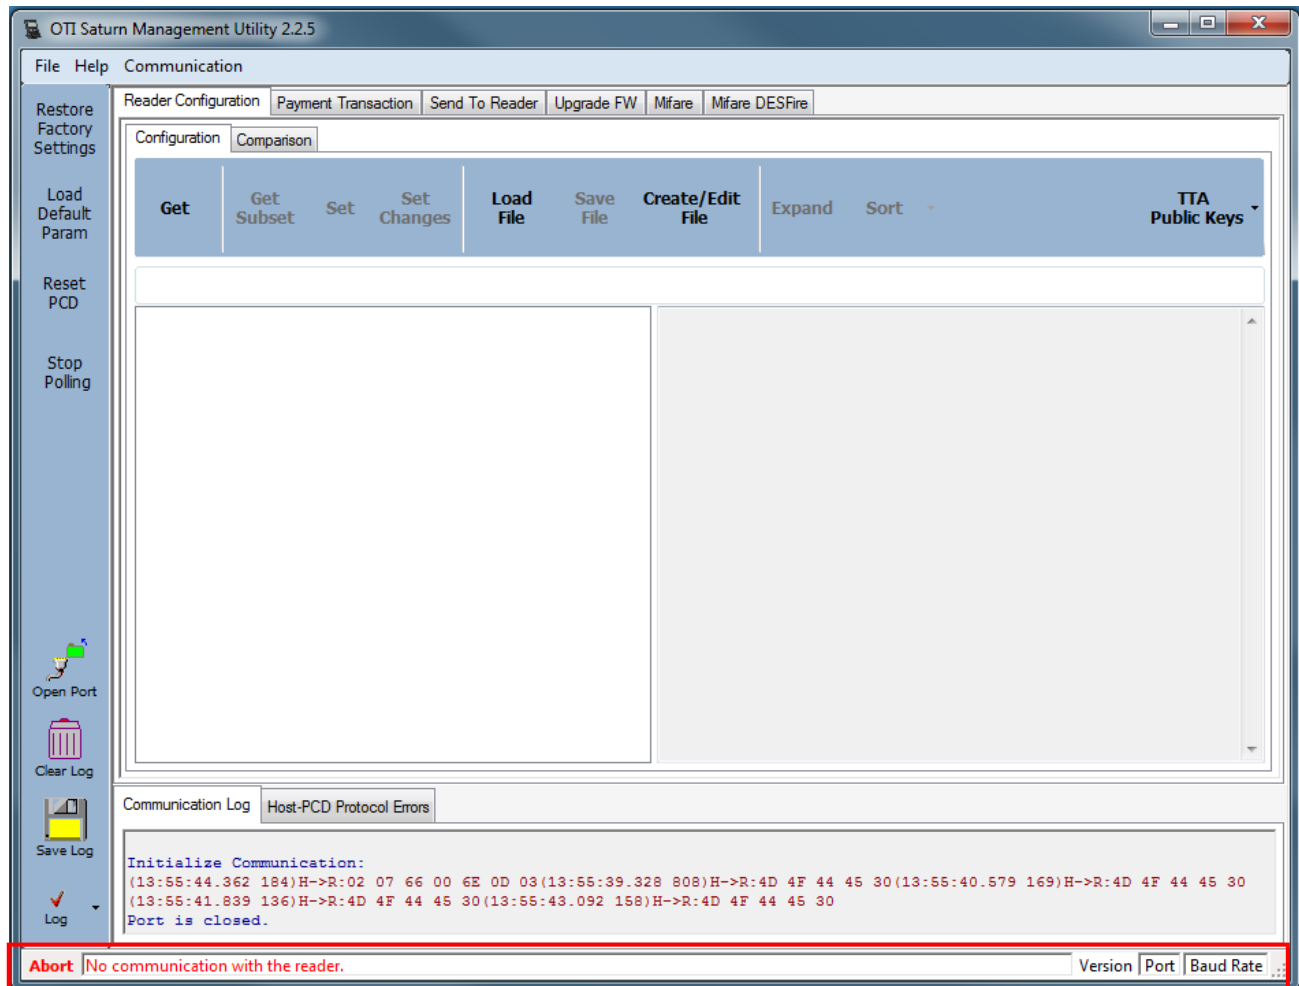 OTI Saturn Management Utility 2.2.5
File Help Communication
Restore
Factory
Settings
Load
Default
Param
Reset
PCD
Stop
Polling
Open Port
Clear Log
Save Log
Log
Reader Configuration Payment Transaction Send To Reader Upgrade FW Mifare Mifare DESFire
Configuration Comparison
Get
Get
Subset
Set
Set
Changes
Load
File
Save
File
Create/Edit
File
Expand
Sort
TTA
Public Keys
Communication Log Host-PCD Protocol Errors
Initialize Communication:
(13:55:44.362 184)H->R:02 07 66 00 6E 0D 03(13:55:39.328 808)H->R:4D 4F 44 45 30(13:55:40.579 169)H->R:4D 4F 44 45 30
(13:55:41.839 136)H->R:4D 4F 44 45 30(13:55:43.092 158)H->R:4D 4F 44 45 30
Port is closed.
Abort No communication with the reader. Version Port Baud Rate